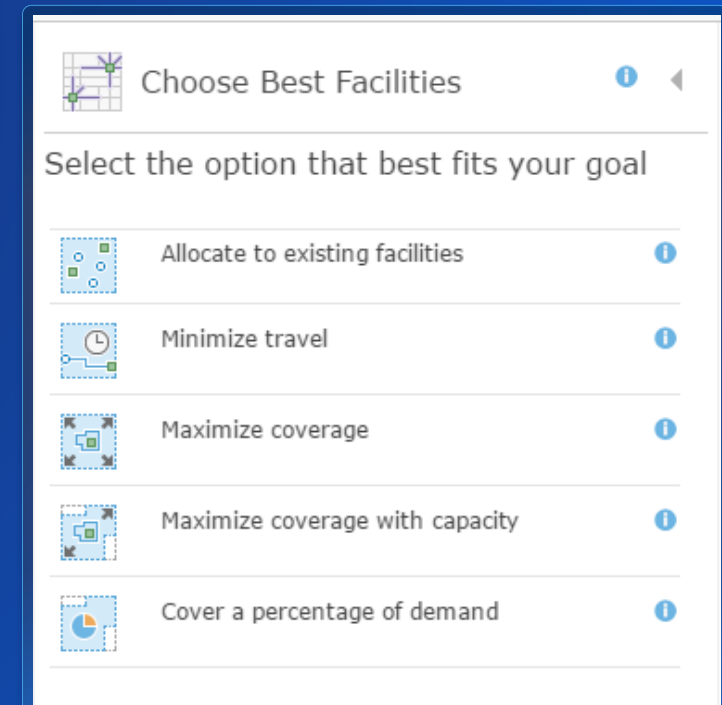 Choose Best Facilities
Select the option that best fits your goal
Allocate to existing facilities
Minimize travel
Maximize coverage
Maximize coverage with capacity
Cover a percentage of demand